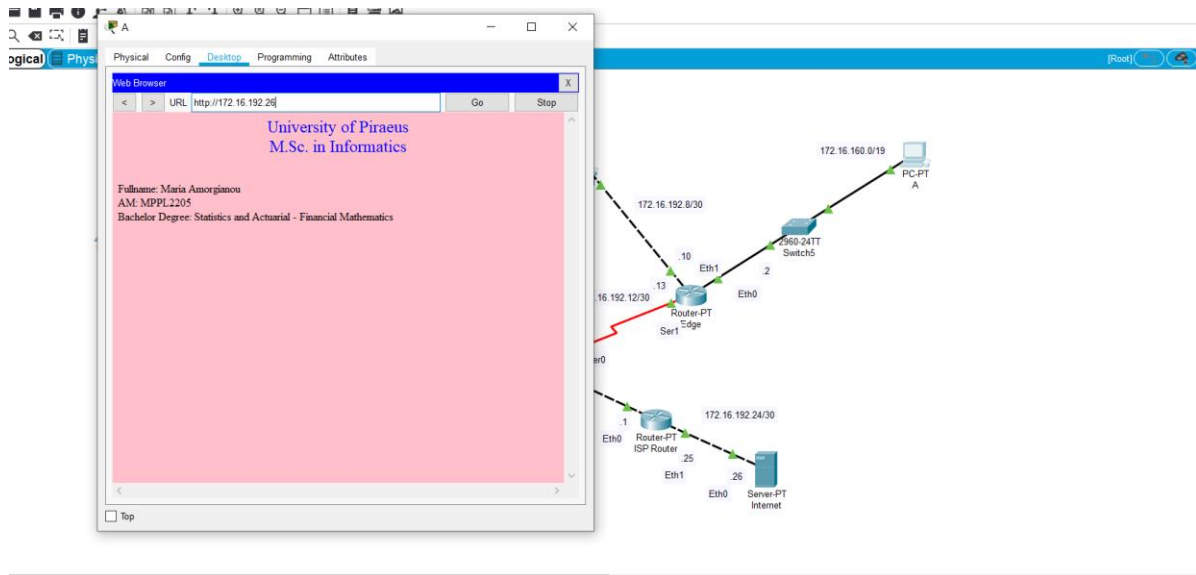 A
ogical
Physi
[Root]
Physical Config Desktop Programming Attributes
Web Browser
X
< > URL http://172.16.192.26 Go Stop
University of Piraeus
M.Sc. in Informatics
Fullname: Maria Amorgianou
AM: MPPL2205
Bachelor Degree: Statistics and Actuarial - Financial Mathematics
Top
172.16.160.0/19
PC-PT
A
172.16.192.8/30
2960-24TT
Switch5
.10
Eth1
.2
.13
Eth0
16.192.12/30
Router-PT
Edge
Ser1
er0
172.16.192.24/30
.1
Eth0
Router-PT
ISP Router
.25
Eth1
.26
Eth0
Server-PT
Internet